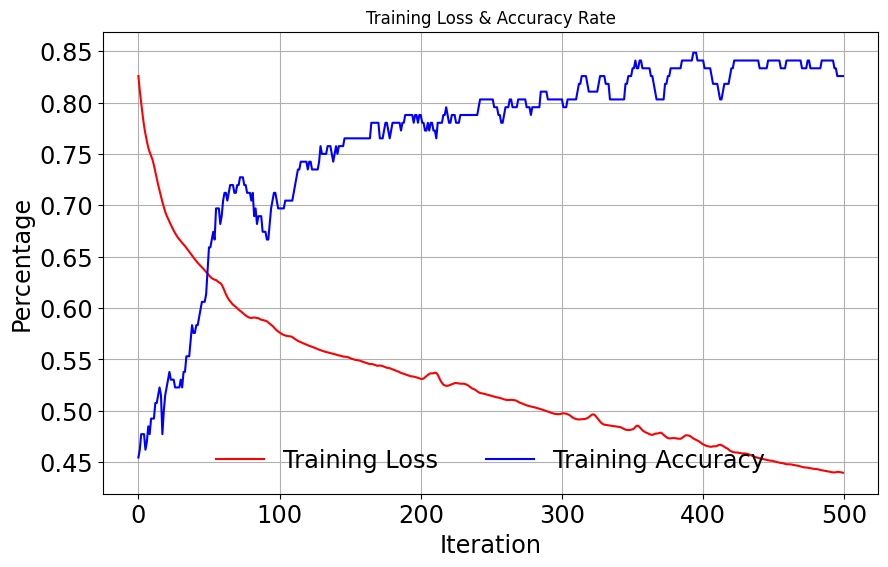 Training Loss & Accuracy Rate
Percentage
0.85
0.80
0.75
0.70
0.65
0.60
0.55
0.50
0.45
Training Loss Training Accuracy
0 100 200 300 400 500
Iteration